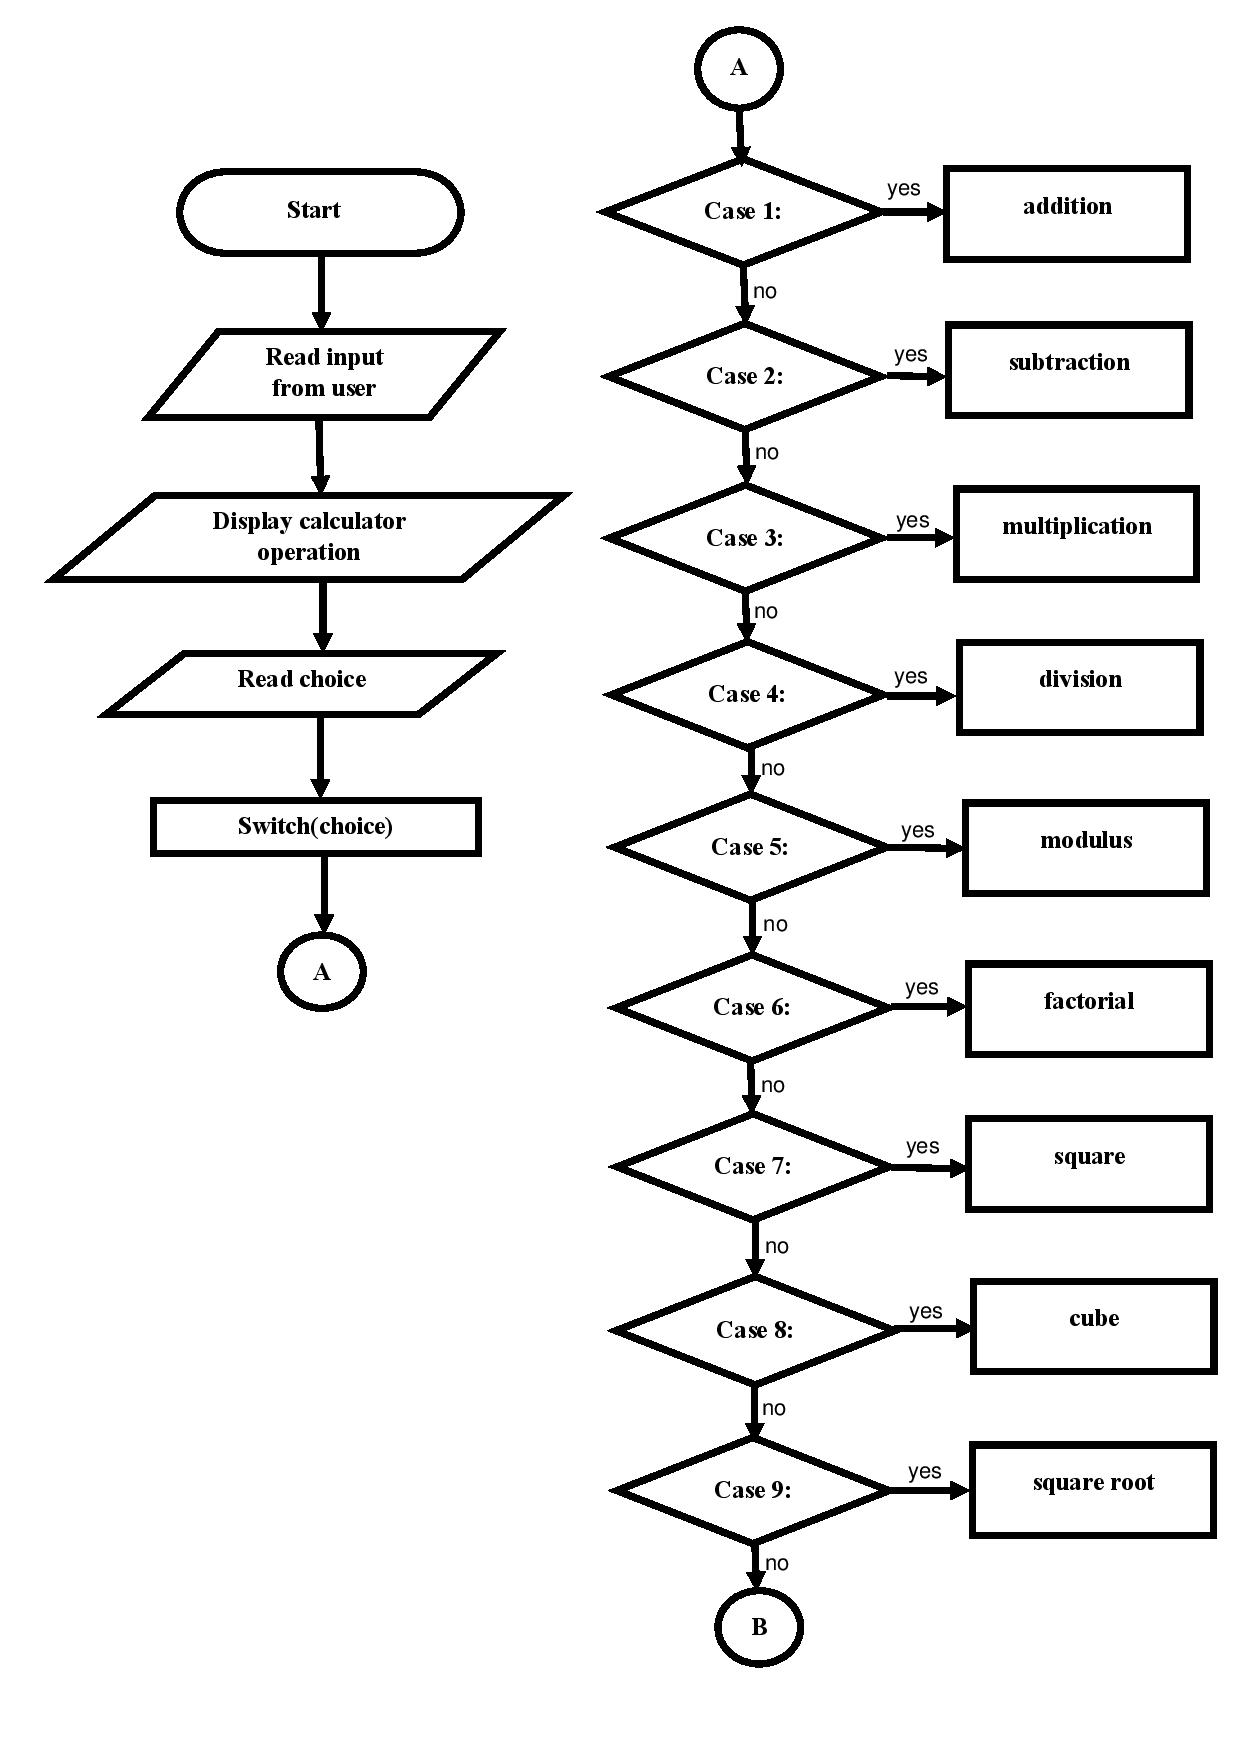 Start
Read input
from user
Display calculator
operation
Read choice
Switch(choice)
A
A
Case 1:
yes
addition
no
Case 2:
yes
subtraction
no
Case 3:
yes
multiplication
no
Case 4:
yes
division
no
Case 5:
yes
modulus
no
Case 6:
yes
factorial
no
Case 7:
yes
square
no
Case 8:
yes
cube
no
Case 9:
yes
square root
no
B